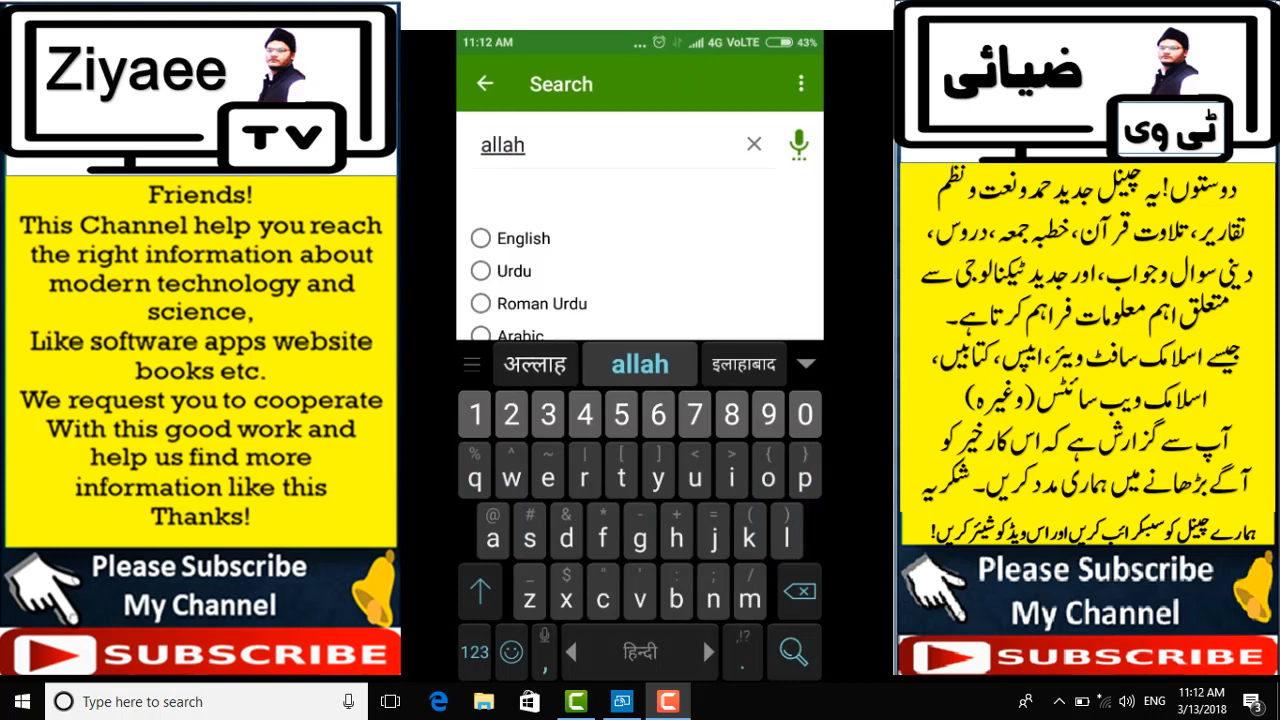 Ziyaee
TV
Friends!
This Channel help you reach
the right information about
modern technology and
science,
Like software apps website
books etc.
We request you to cooperate
With this good work and
help us find more
information like this
Thanks!
Please Subscribe
My Channel
SUBSCRIBE
11:12 AM
... 4G VoLTE 43%
Search
allah
English
Urdu
Roman Urdu
Arabic
अल्लाह allah इलाहाबाद
1 2 3 4 5 6 7 8 9 0
% ^ ~ | [ ] < > { }
q w e r t y u i o p
@ # & * - + = ( )
a s d f g h j k l
_ $ " ' : ; /
z x c v b n m
123 , हिन्दी ,!? .
ضیائی
ٹی وی
دوستوں! یہ چینل جدید حمد و نعت و نظم
تقاریر، تلاوت قرآن، خطبہ جمعہ، دروس،
دینی سوال و جواب، اور جدید ٹیکنالوجی سے
متعلق اہم معلومات فراہم کرتا ہے۔
جیسے اسلامک سافٹ ویئر، ایپس، کتابیں،
اسلامک ویب سائٹس (وغیرہ)
آپ سے گزارش ہے کہ اس کار خیر کو
آگے بڑھانے میں ہماری مدد کریں۔ شکریہ
ہمارے چینل کو سبسکرائب کریں اور اس ویڈیو کو شیئر کریں!
Please Subscribe
My Channel
SUBSCRIBE
Type here to search
ENG
11:12 AM
3/13/2018
3